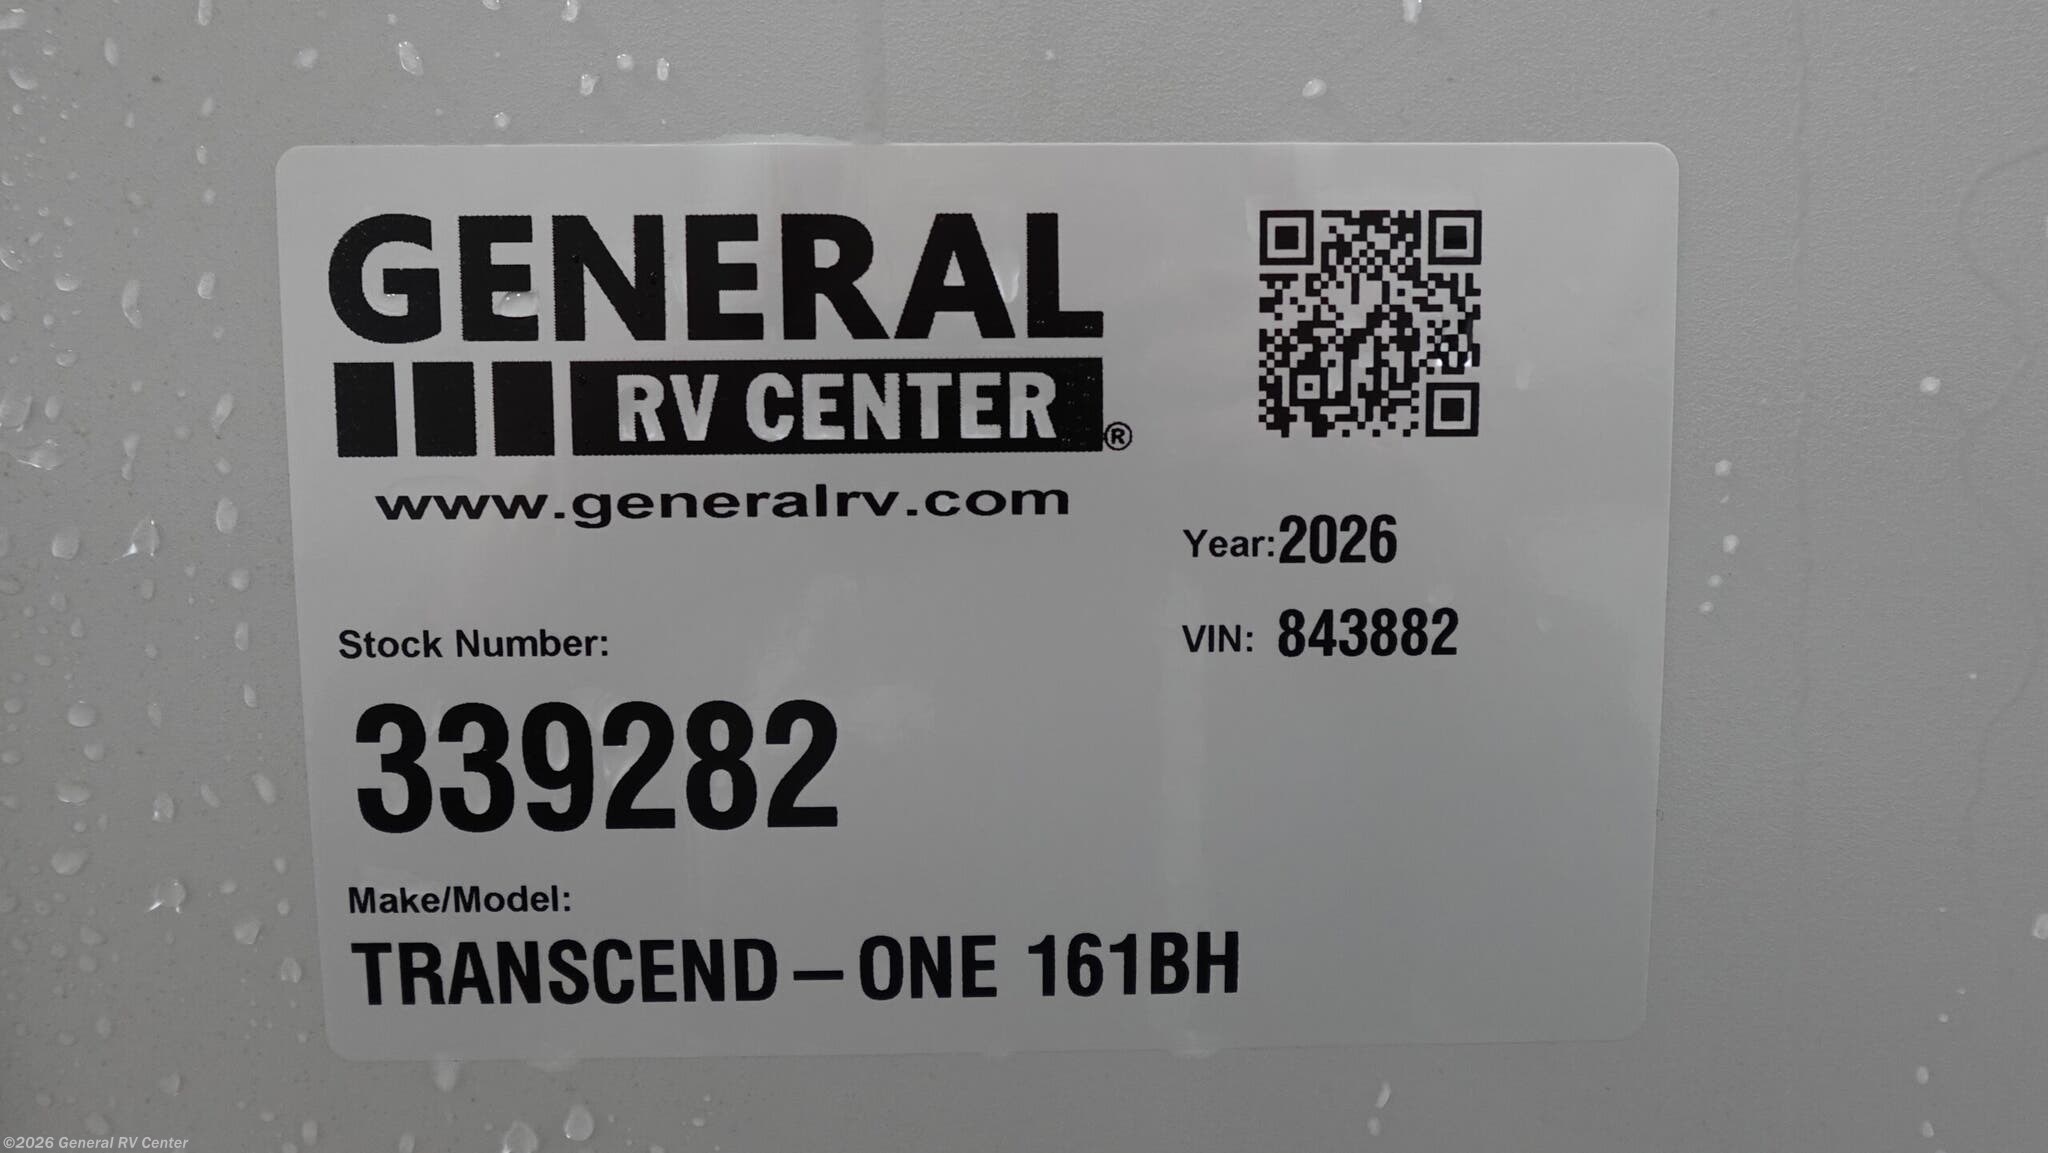 GENERAL
RV CENTER®
www.generalrv.com
Year: 2026
VIN: 843882
Stock Number:
339282
Make/Model:
TRANSCEND – ONE 161BH
©2026 General RV Center